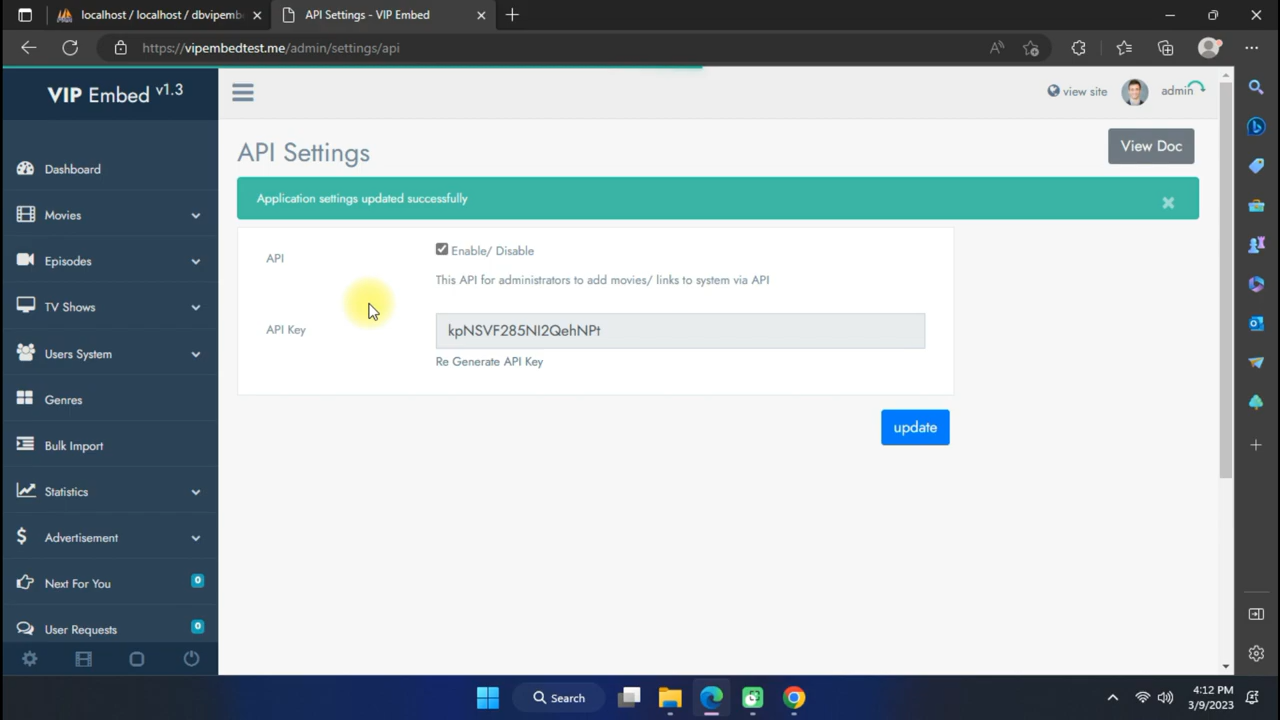 localhost / localhost / dbvipemb
API Settings - VIP Embed
https://vipembedtest.me/admin/settings/api
VIP Embed v1.3
view site
admin
API Settings
View Doc
Application settings updated successfully
Dashboard
Movies
Episodes
TV Shows
Users System
Genres
Bulk Import
Statistics
Advertisement
Next For You 0
User Requests 0
API
Enable/ Disable
This API for administrators to add movies/ links to system via API
API Key
kpNSVF285NI2QehNPt
Re Generate API Key
update
Search
4:12 PM
3/9/2023